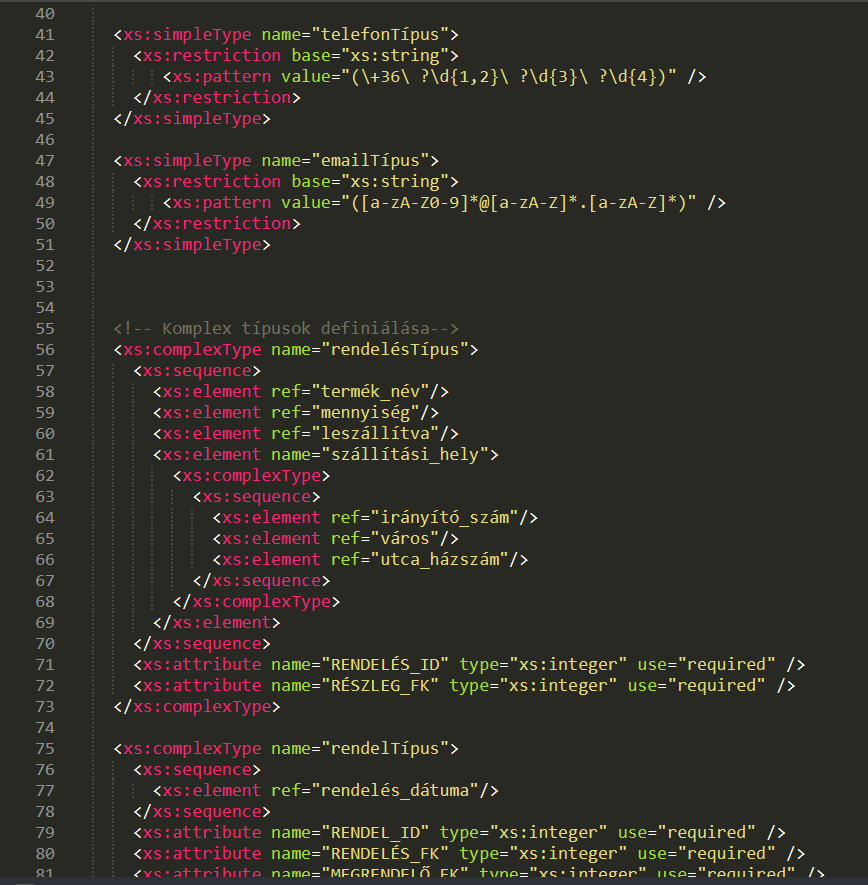 40
41 <xs:simpleType name="telefonTípus">
42 <xs:restriction base="xs:string">
43 <xs:pattern value="(\+36\ ?\d{1,2}\ ?\d{3}\ ?\d{4})" />
44 </xs:restriction>
45 </xs:simpleType>
46
47 <xs:simpleType name="emailTípus">
48 <xs:restriction base="xs:string">
49 <xs:pattern value="([a-zA-Z0-9]*@[a-zA-Z]*.[a-zA-Z]*)" />
50 </xs:restriction>
51 </xs:simpleType>
52
53
54
55 <!-- Komplex típusok definiálása-->
56 <xs:complexType name="rendelésTípus">
57 <xs:sequence>
58 <xs:element ref="termék_név"/>
59 <xs:element ref="mennyiség"/>
60 <xs:element ref="leszállítva"/>
61 <xs:element name="szállítási_hely">
62 <xs:complexType>
63 <xs:sequence>
64 <xs:element ref="irányító_szám"/>
65 <xs:element ref="város"/>
66 <xs:element ref="utca_házszám"/>
67 </xs:sequence>
68 </xs:complexType>
69 </xs:element>
70 </xs:sequence>
71 <xs:attribute name="RENDELÉS_ID" type="xs:integer" use="required" />
72 <xs:attribute name="RÉSZLEG_FK" type="xs:integer" use="required" />
73 </xs:complexType>
74
75 <xs:complexType name="rendelTípus">
76 <xs:sequence>
77 <xs:element ref="rendelés_dátuma"/>
78 </xs:sequence>
79 <xs:attribute name="RENDEL_ID" type="xs:integer" use="required" />
80 <xs:attribute name="RENDELÉS_FK" type="xs:integer" use="required" />
81 <xs:attribute name="MEGRENDELŐ_FK" type="xs:integer" use="required" />